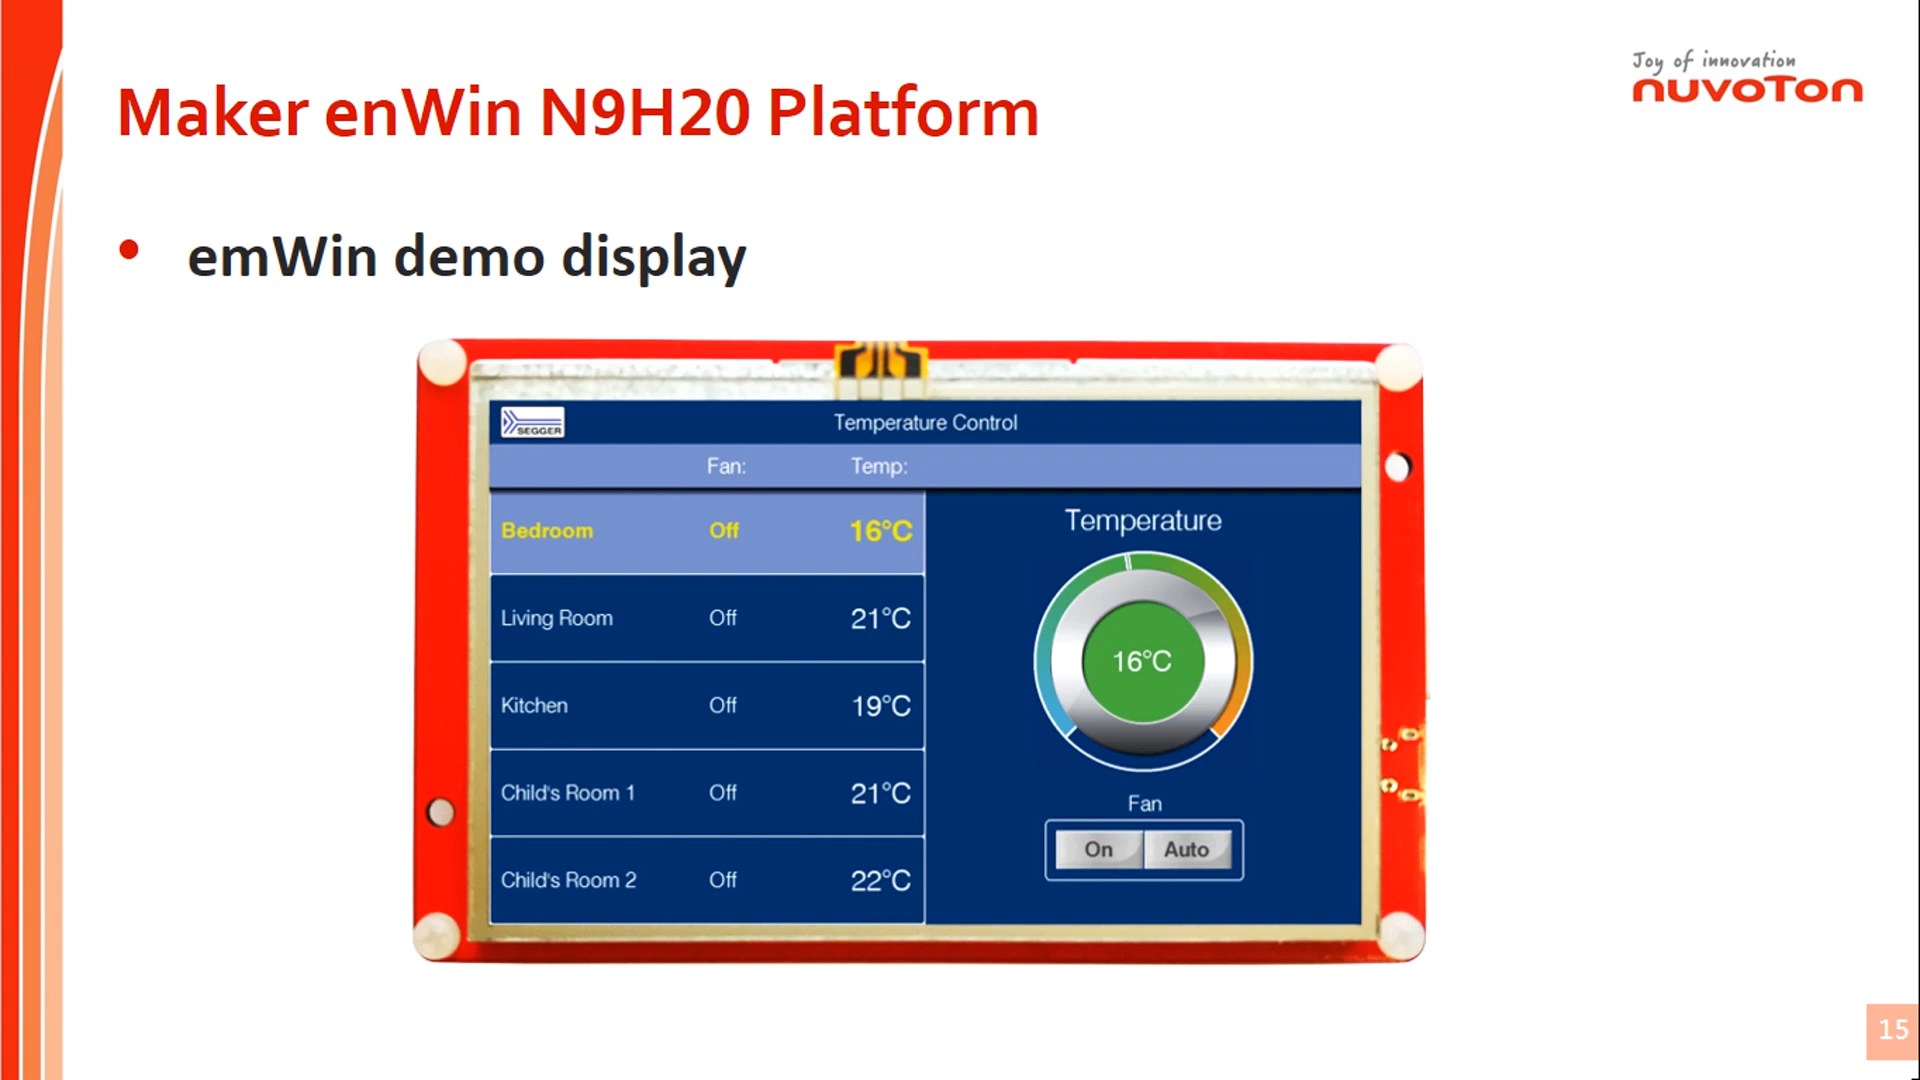 Joy of innovation
nuvoTon
Maker enWin N9H20 Platform
• emWin demo display
SEGGER
Temperature Control
Fan: Temp:
Bedroom Off 16°C
Living Room Off 21°C
Kitchen Off 19°C
Child's Room 1 Off 21°C
Child's Room 2 Off 22°C
Temperature
16°C
Fan
On Auto
15